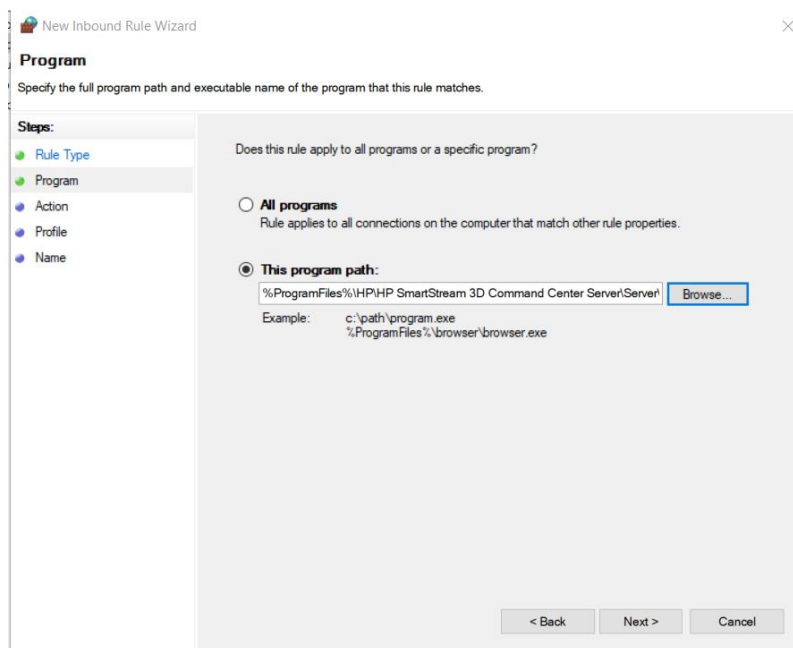 New Inbound Rule Wizard
Program
Specify the full program path and executable name of the program that this rule matches.
Steps:
Rule Type
Program
Action
Profile
Name
Does this rule apply to all programs or a specific program?
All programs
Rule applies to all connections on the computer that match other rule properties.
This program path:
%ProgramFiles%\HP\HP SmartStream 3D Command Center Server\Server\
Browse...
Example: c:\path\program.exe
%ProgramFiles%\browser\browser.exe
< Back Next > Cancel